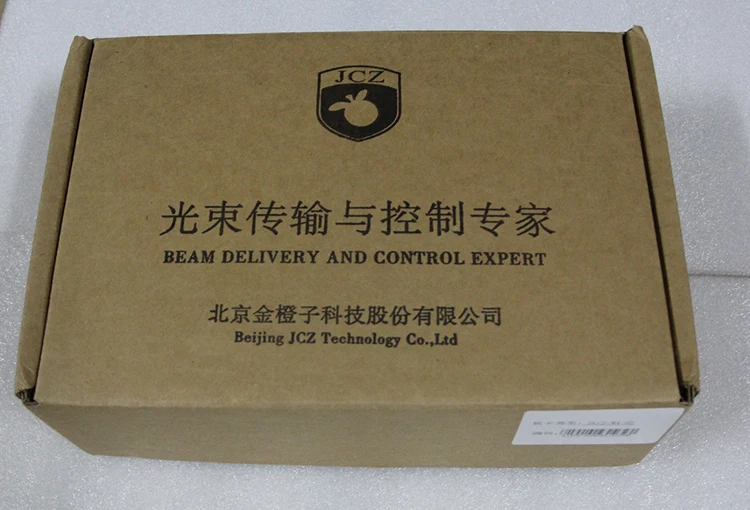 JCZ
光束传输与控制专家
BEAM DELIVERY AND CONTROL EXPERT
北京金橙子科技股份有限公司
Beijing JCZ Technology Co.,Ltd